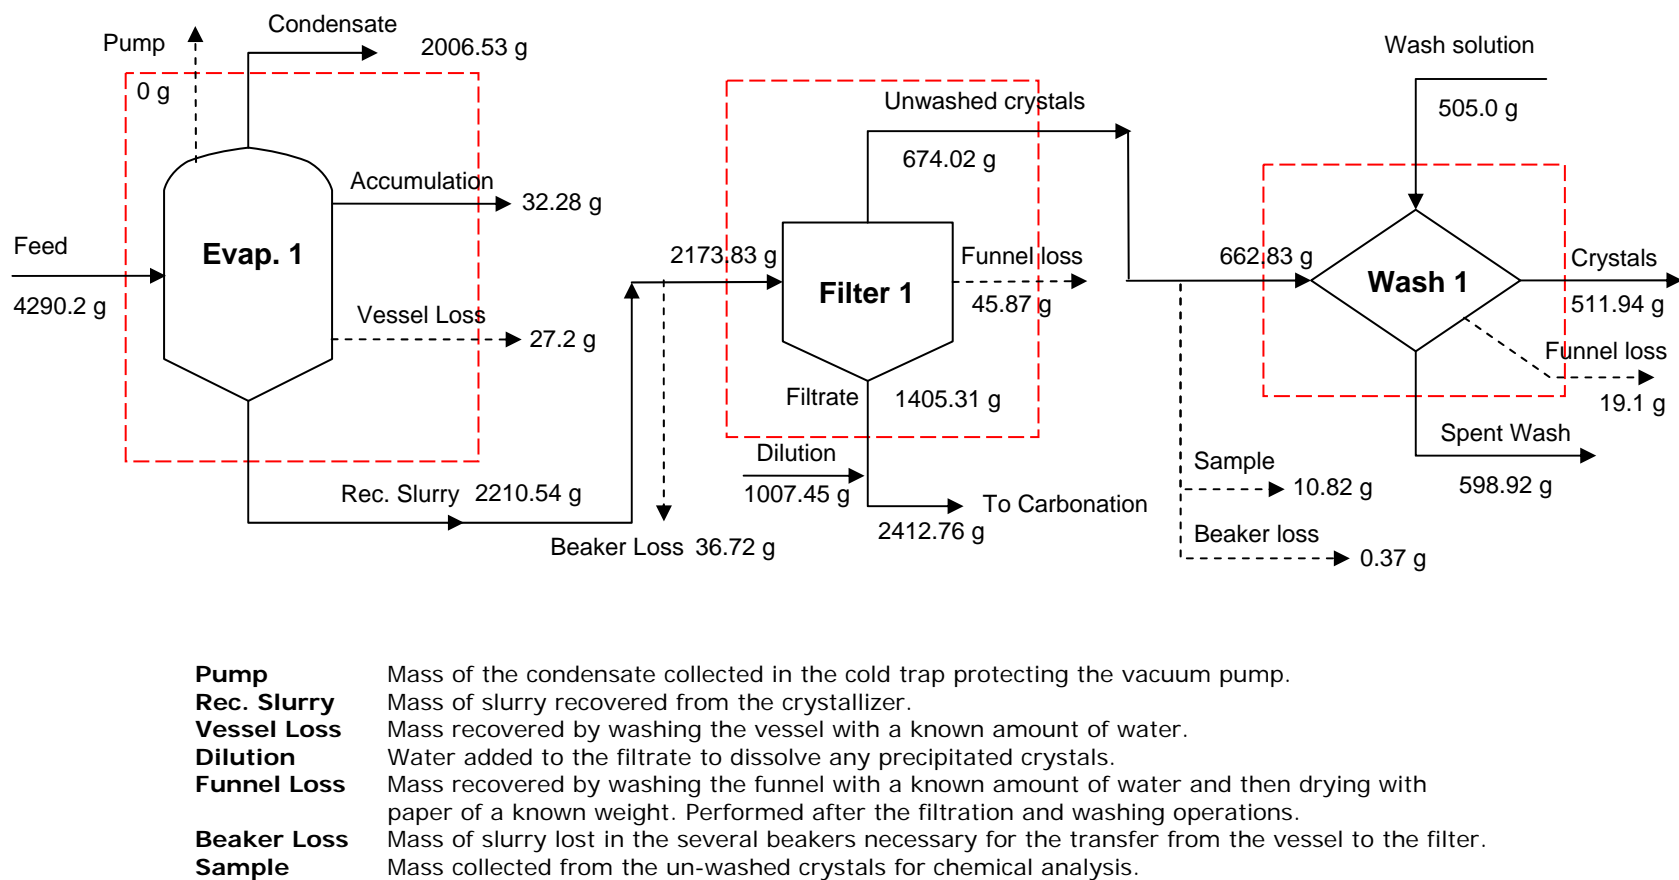 Condensate
2006.53 g
Pump
0 g
Wash solution
505.0 g
Unwashed crystals
674.02 g
Accumulation
32.28 g
Feed
4290.2 g
Evap. 1
2173.83 g
Filter 1
Funnel loss
45.87 g
662.83 g
Wash 1
Crystals
511.94 g
Vessel Loss
27.2 g
Funnel loss
19.1 g
Filtrate
1405.31 g
Dilution
1007.45 g
Spent Wash
598.92 g
Sample
10.82 g
Rec. Slurry 2210.54 g
To Carbonation
2412.76 g
Beaker Loss 36.72 g
Beaker loss
0.37 g
Pump Mass of the condensate collected in the cold trap protecting the vacuum pump.
Rec. Slurry Mass of slurry recovered from the crystallizer.
Vessel Loss Mass recovered by washing the vessel with a known amount of water.
Dilution Water added to the filtrate to dissolve any precipitated crystals.
Funnel Loss Mass recovered by washing the funnel with a known amount of water and then drying with
paper of a known weight. Performed after the filtration and washing operations.
Beaker Loss Mass of slurry lost in the several beakers necessary for the transfer from the vessel to the filter.
Sample Mass collected from the un-washed crystals for chemical analysis.